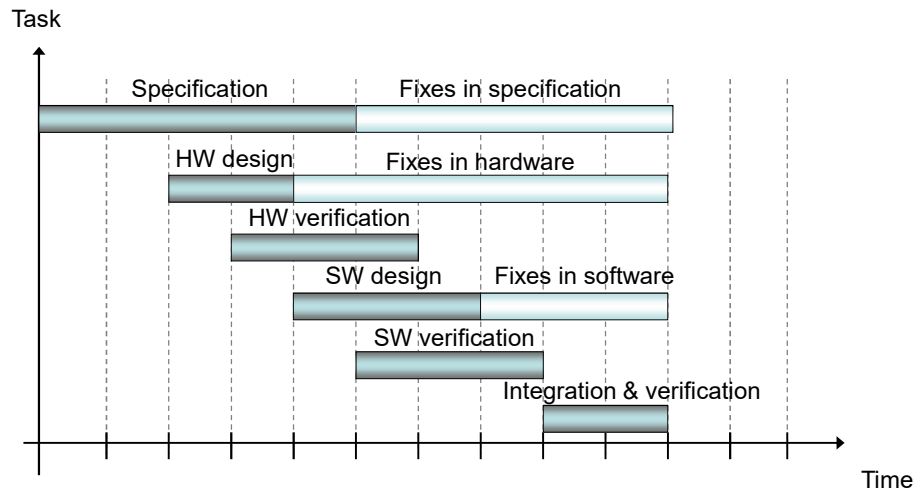 Task
Specification
Fixes in specification
HW design
Fixes in hardware
HW verification
SW design
Fixes in software
SW verification
Integration & verification
Time